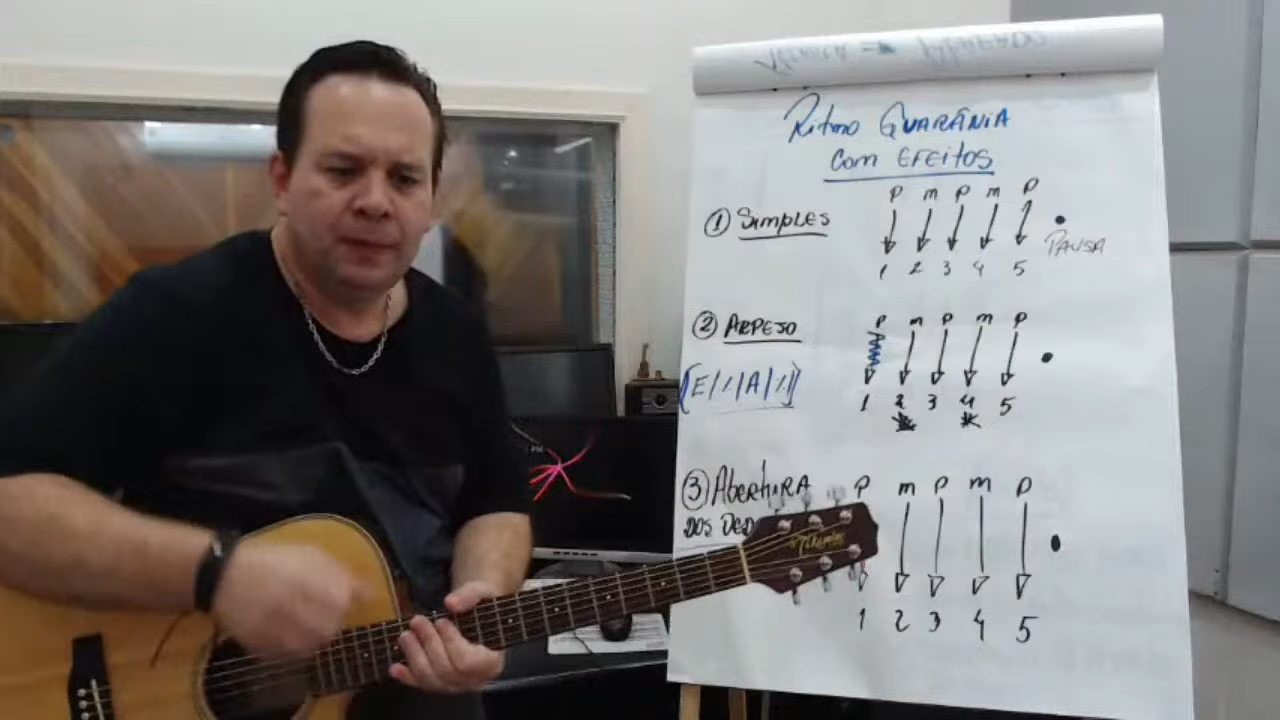 Ritmo GUARÂNIA
Com EFEITOS
P m P m P
① SIMPLES
PAUSA
1 2 3 4 5
P m P m P
② ARPEJO
[E/٪/A/٪]
1 2 3 4 5
③ AbERtURA P m P m P
DOS DED
Takamine
1 2 3 4 5